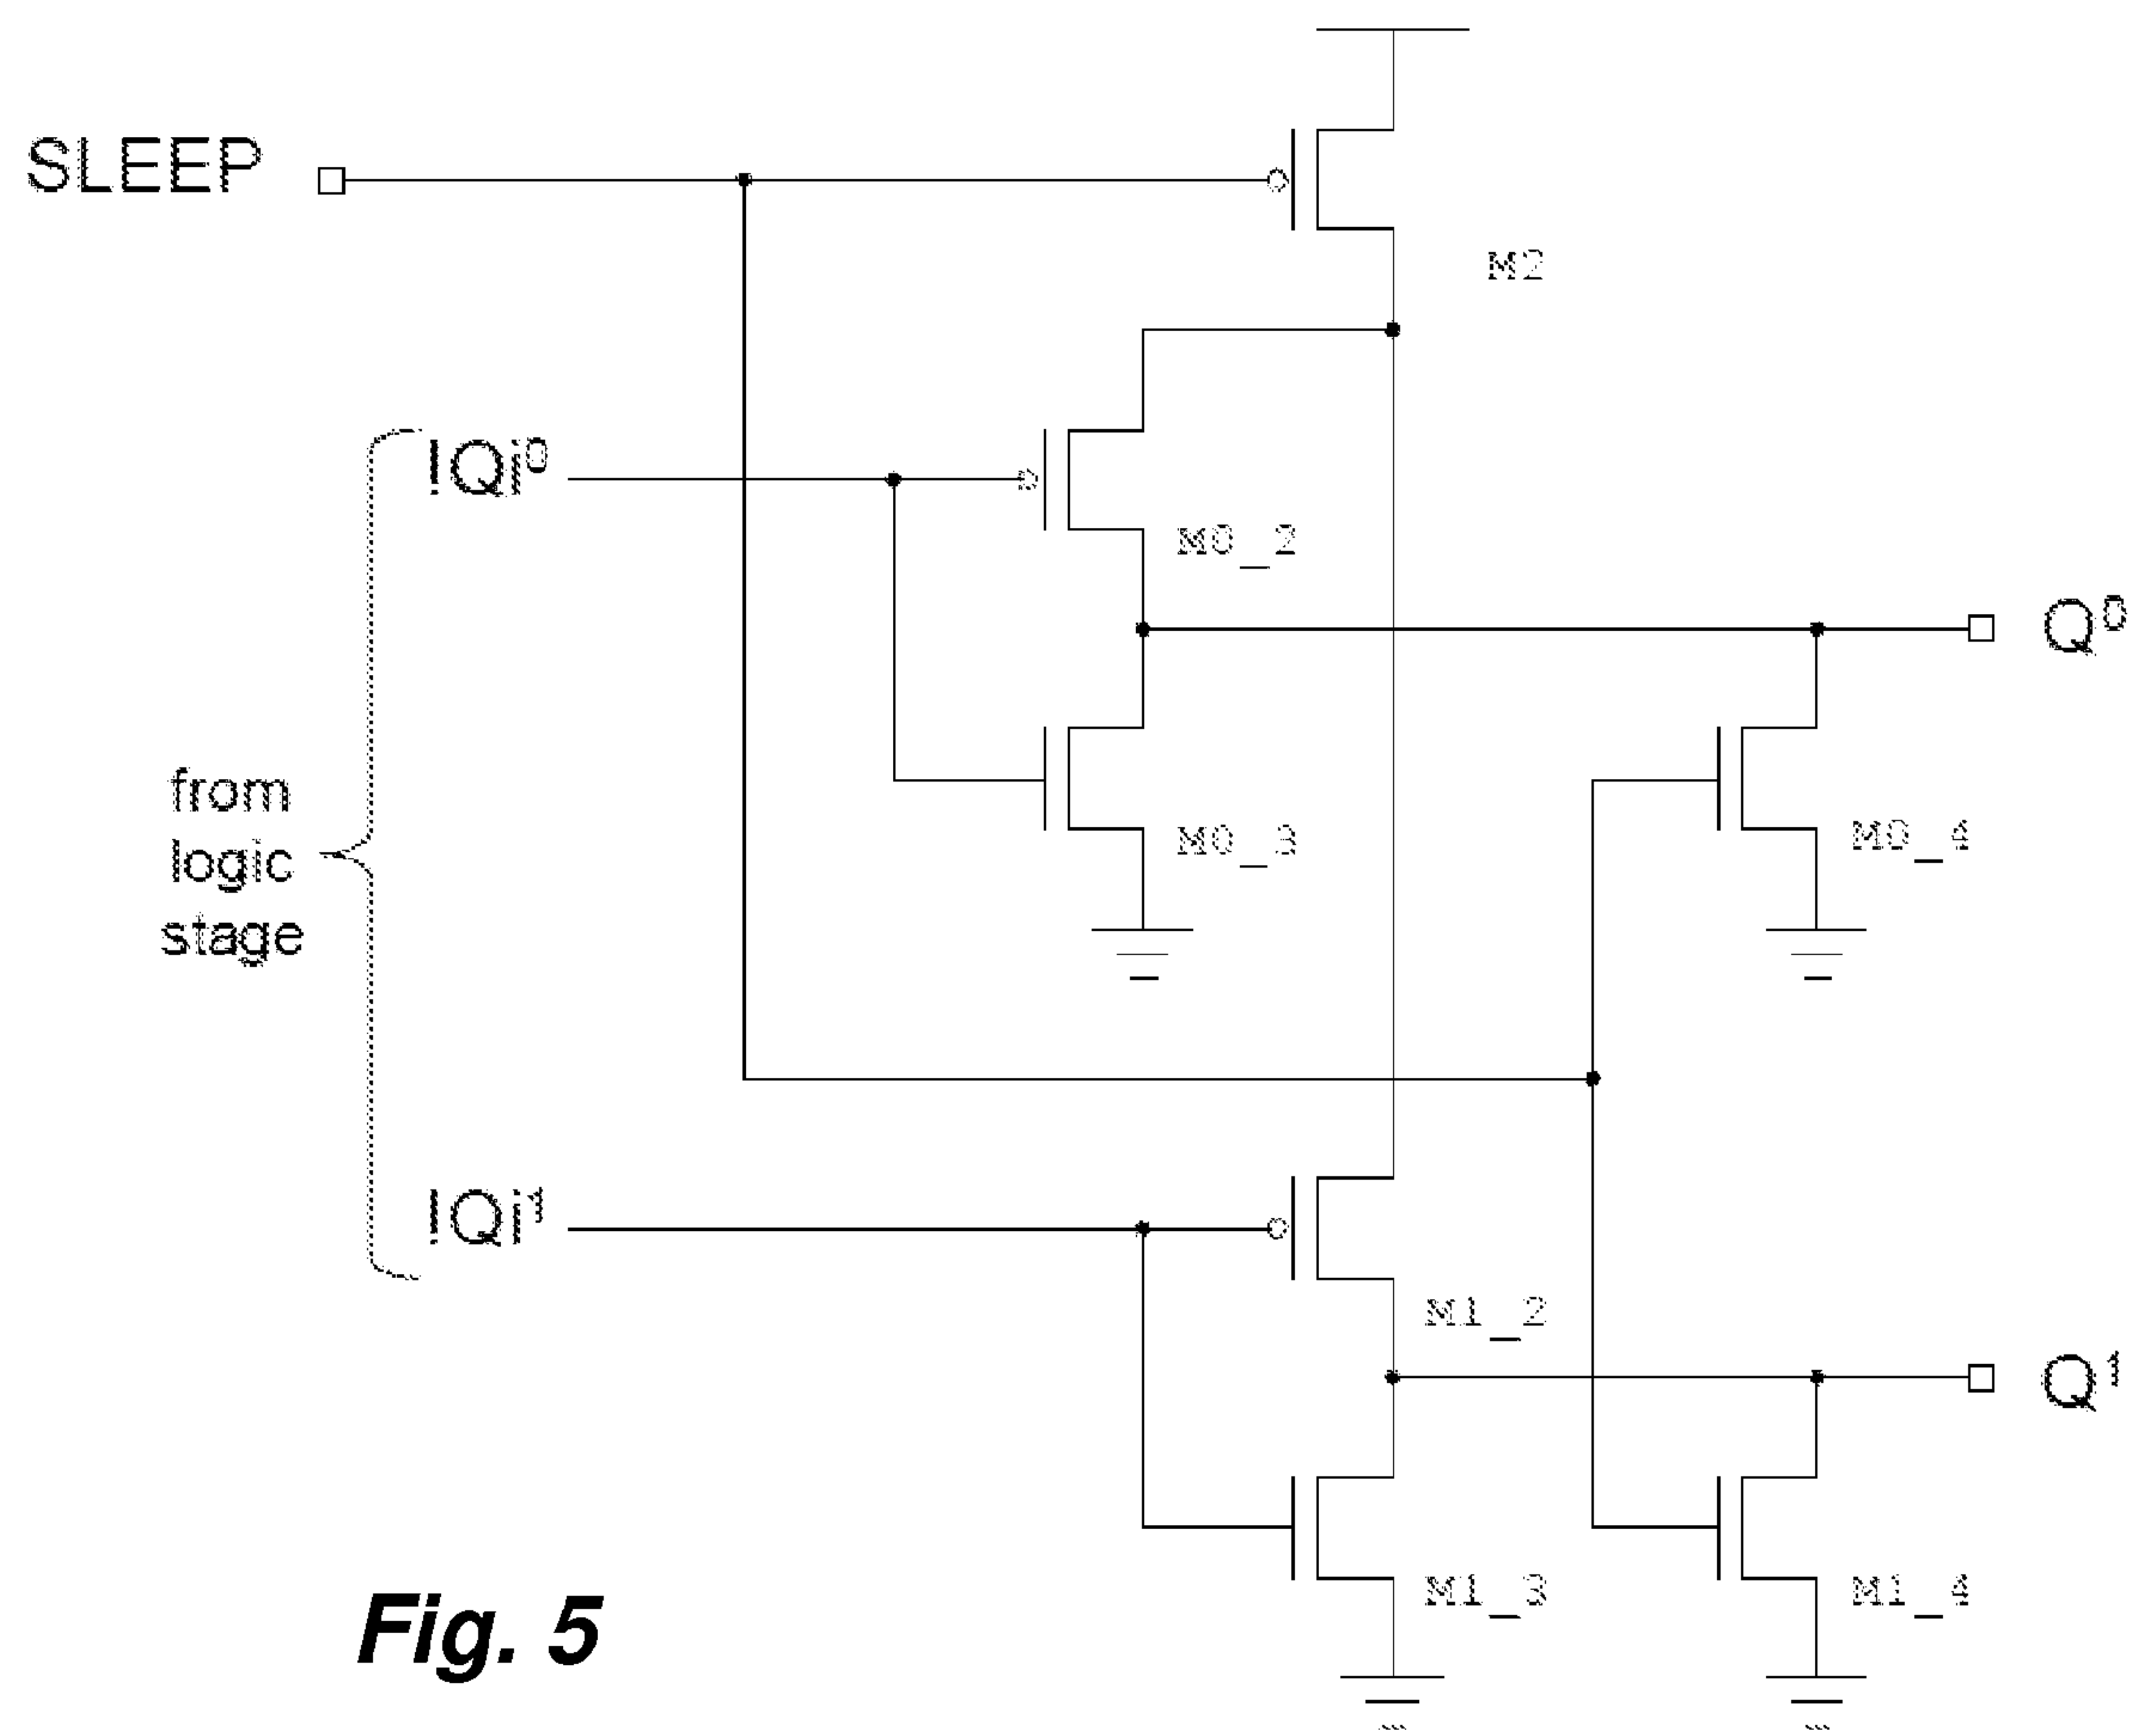 SLEEP
M2
!Qi⁰
M0_2
Q⁰
from
logic
stage
M0_3
M0_4
!Qi¹
M1_2
Q¹
M1_3
M1_4
Fig. 5